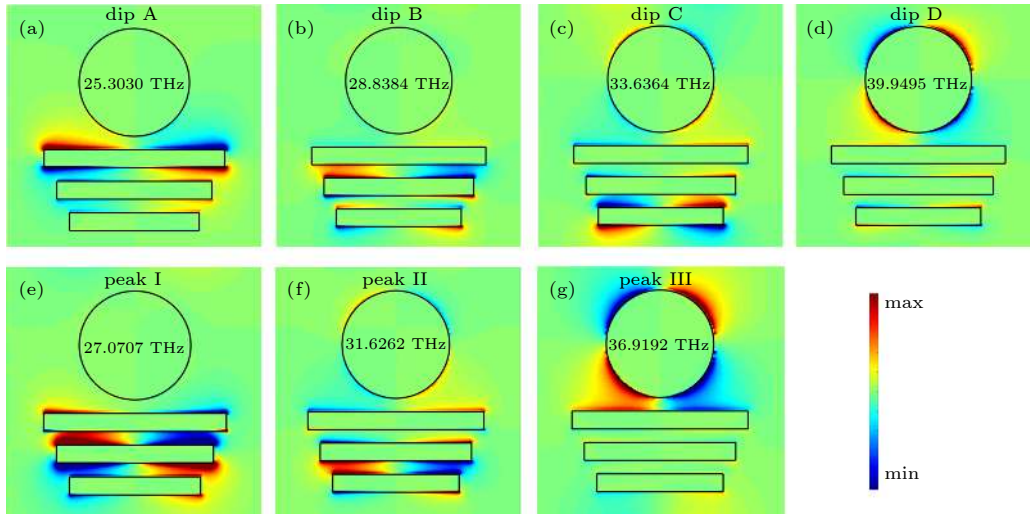 (a) dip A
25.3030 THz
(b) dip B
28.8384 THz
(c) dip C
33.6364 THz
(d) dip D
39.9495 THz
(e) peak I
27.0707 THz
(f) peak II
31.6262 THz
(g) peak III
36.9192 THz
max
min